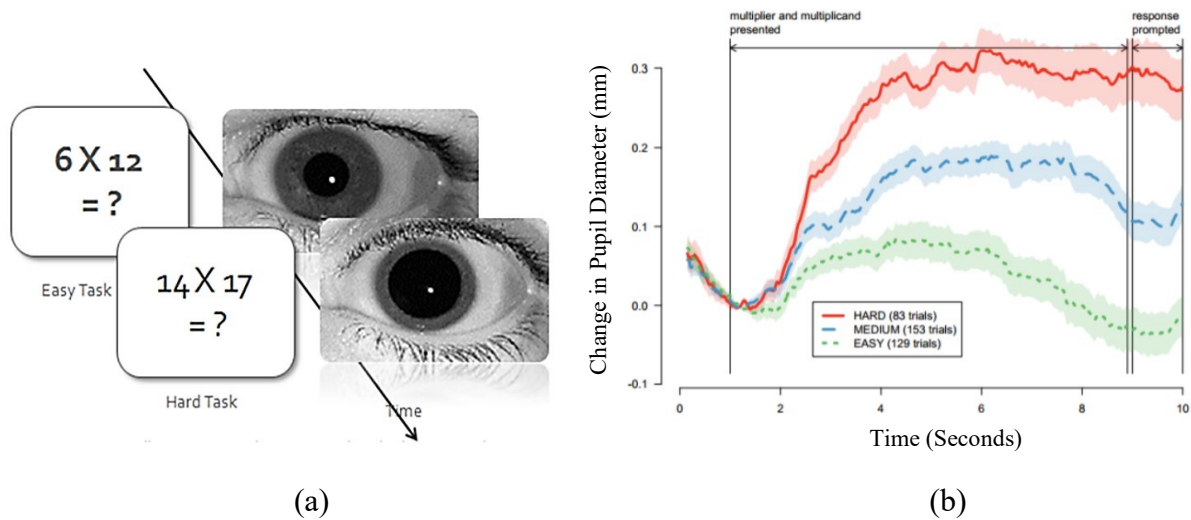 6 X 12
= ?
Easy Task
14 X 17
= ?
Hard Task
Time
(a)
multiplier and multiplicand
presented
response
prompted
Change in Pupil Diameter (mm)
0.3
0.2
0.1
0.0
-0.1
HARD (83 trials)
MEDIUM (153 trials)
EASY (129 trials)
0 2 4 6 8 10
Time (Seconds)
(b)